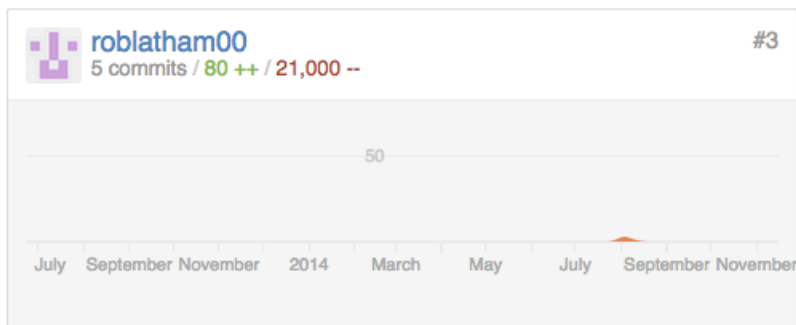 roblatham00 #3
5 commits / 80 ++ / 21,000 --
50
July September November 2014 March May July September November